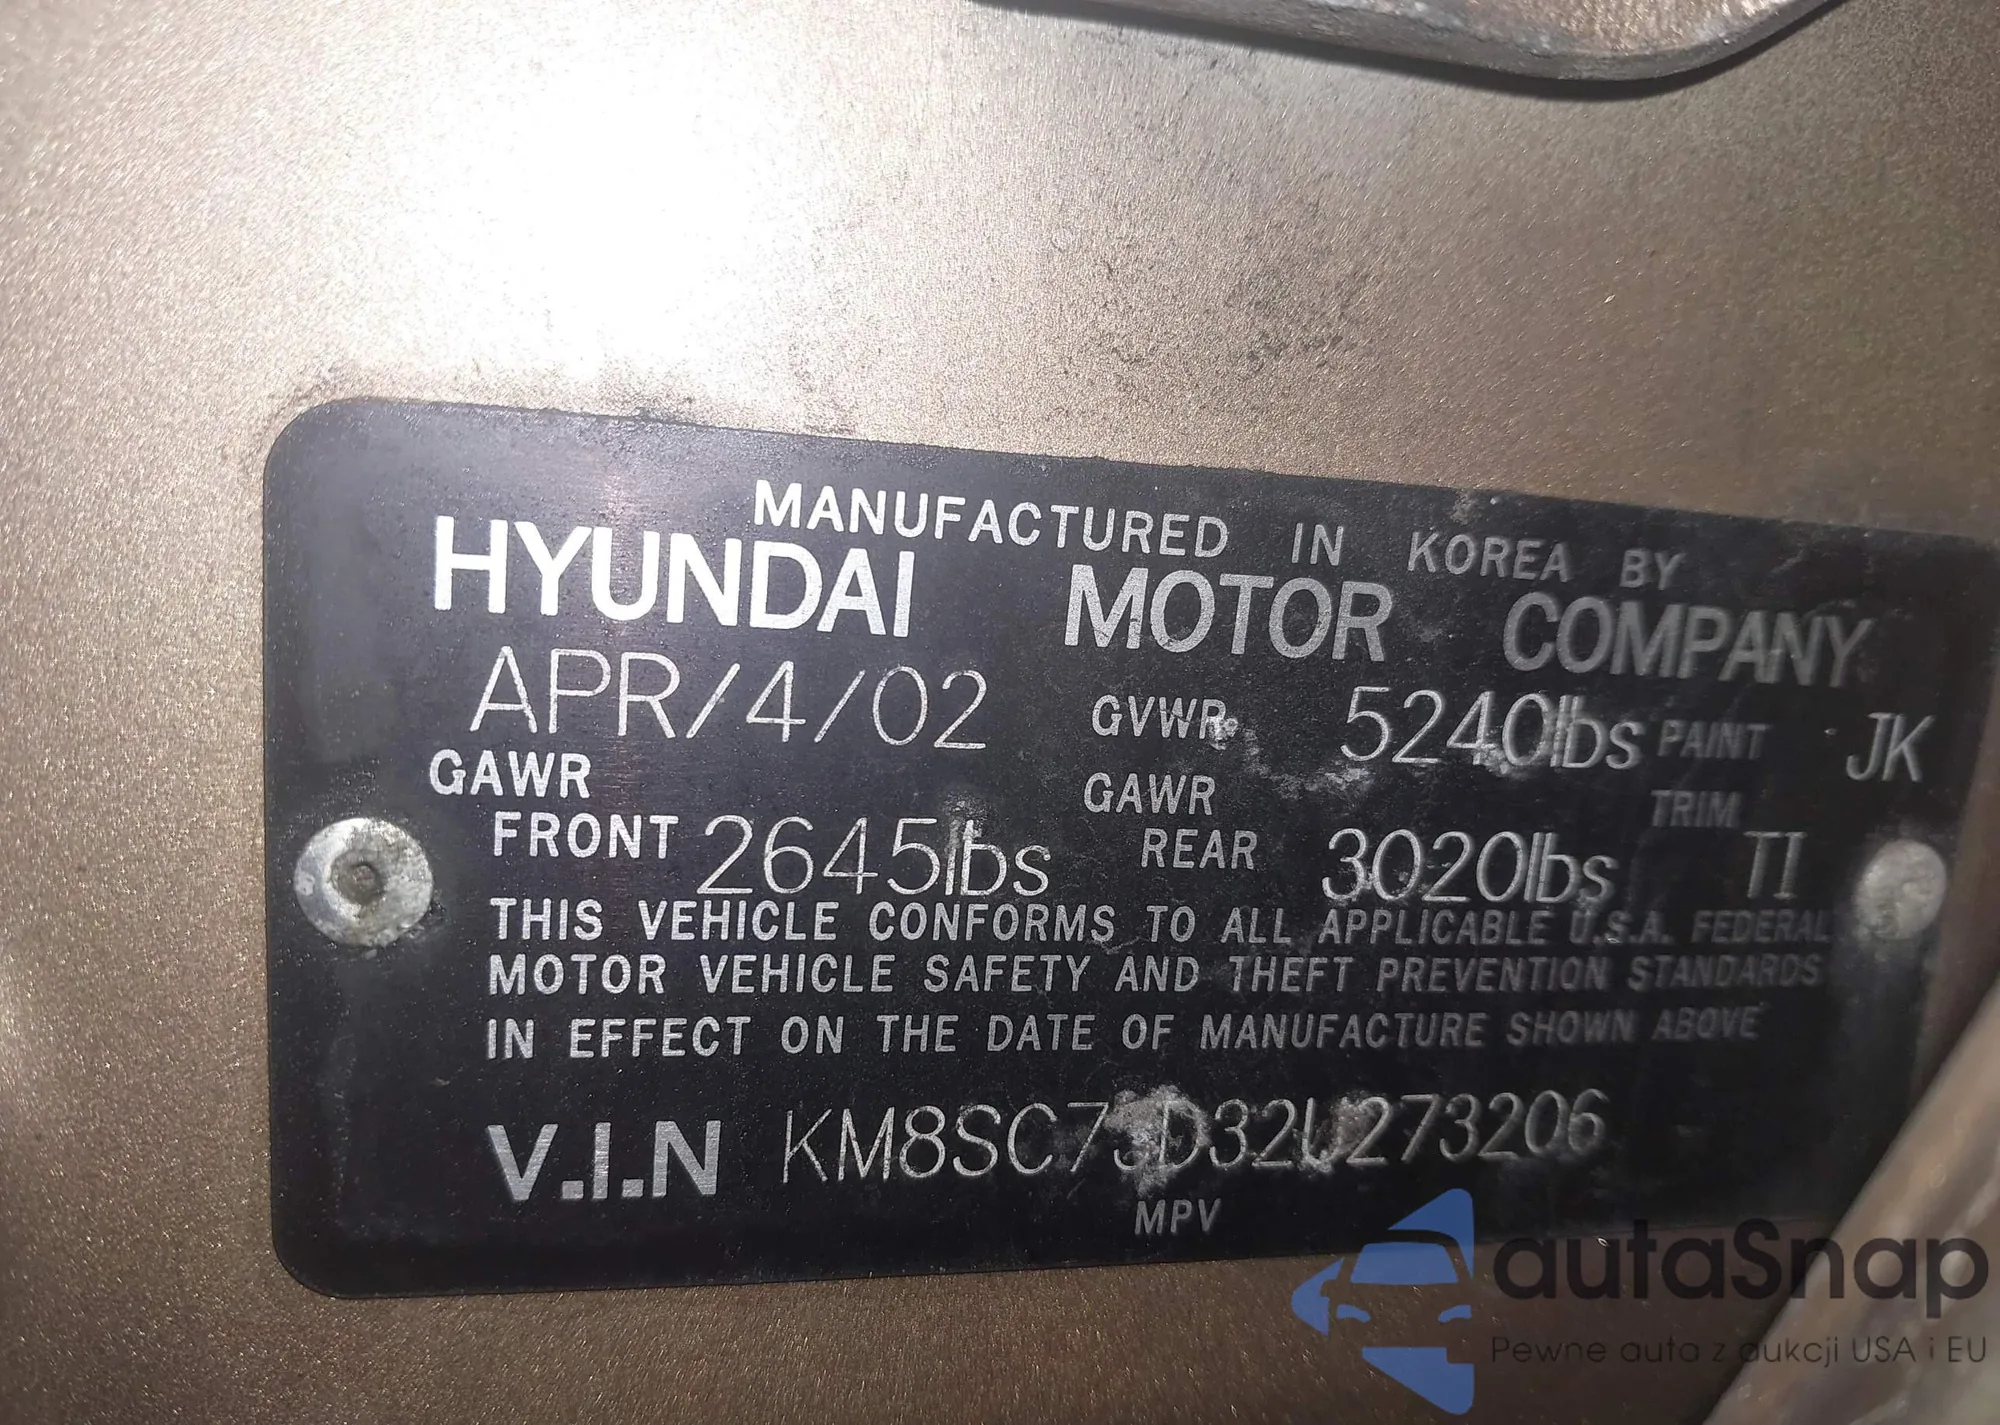 MANUFACTURED IN KOREA BY
HYUNDAI MOTOR COMPANY
APR/4/02 GVWR 5240lbs PAINT JK
GAWR GAWR TRIM
FRONT 2645lbs REAR 3020lbs TI
THIS VEHICLE CONFORMS TO ALL APPLICABLE U.S.A. FEDERAL
MOTOR VEHICLE SAFETY AND THEFT PREVENTION STANDARDS
IN EFFECT ON THE DATE OF MANUFACTURE SHOWN ABOVE
V.I.N KM8SC73D32U273206
MPV
autaSnap
Pewne auta z aukcji USA i EU